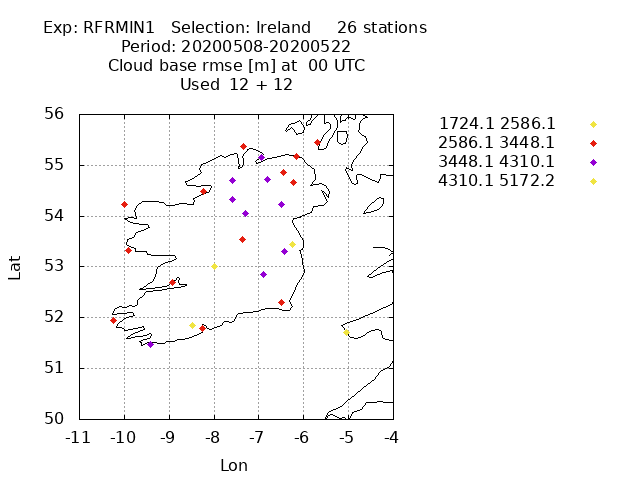 Exp: RFRMIN1   Selection: Ireland     26 stations
Period: 20200508-20200522
Cloud base rmse [m] at  00 UTC
Used  12 + 12
1724.1 2586.1
2586.1 3448.1
3448.1 4310.1
4310.1 5172.2
56
55
54
53
52
51
50
Lat
-11 -10 -9 -8 -7 -6 -5 -4
Lon